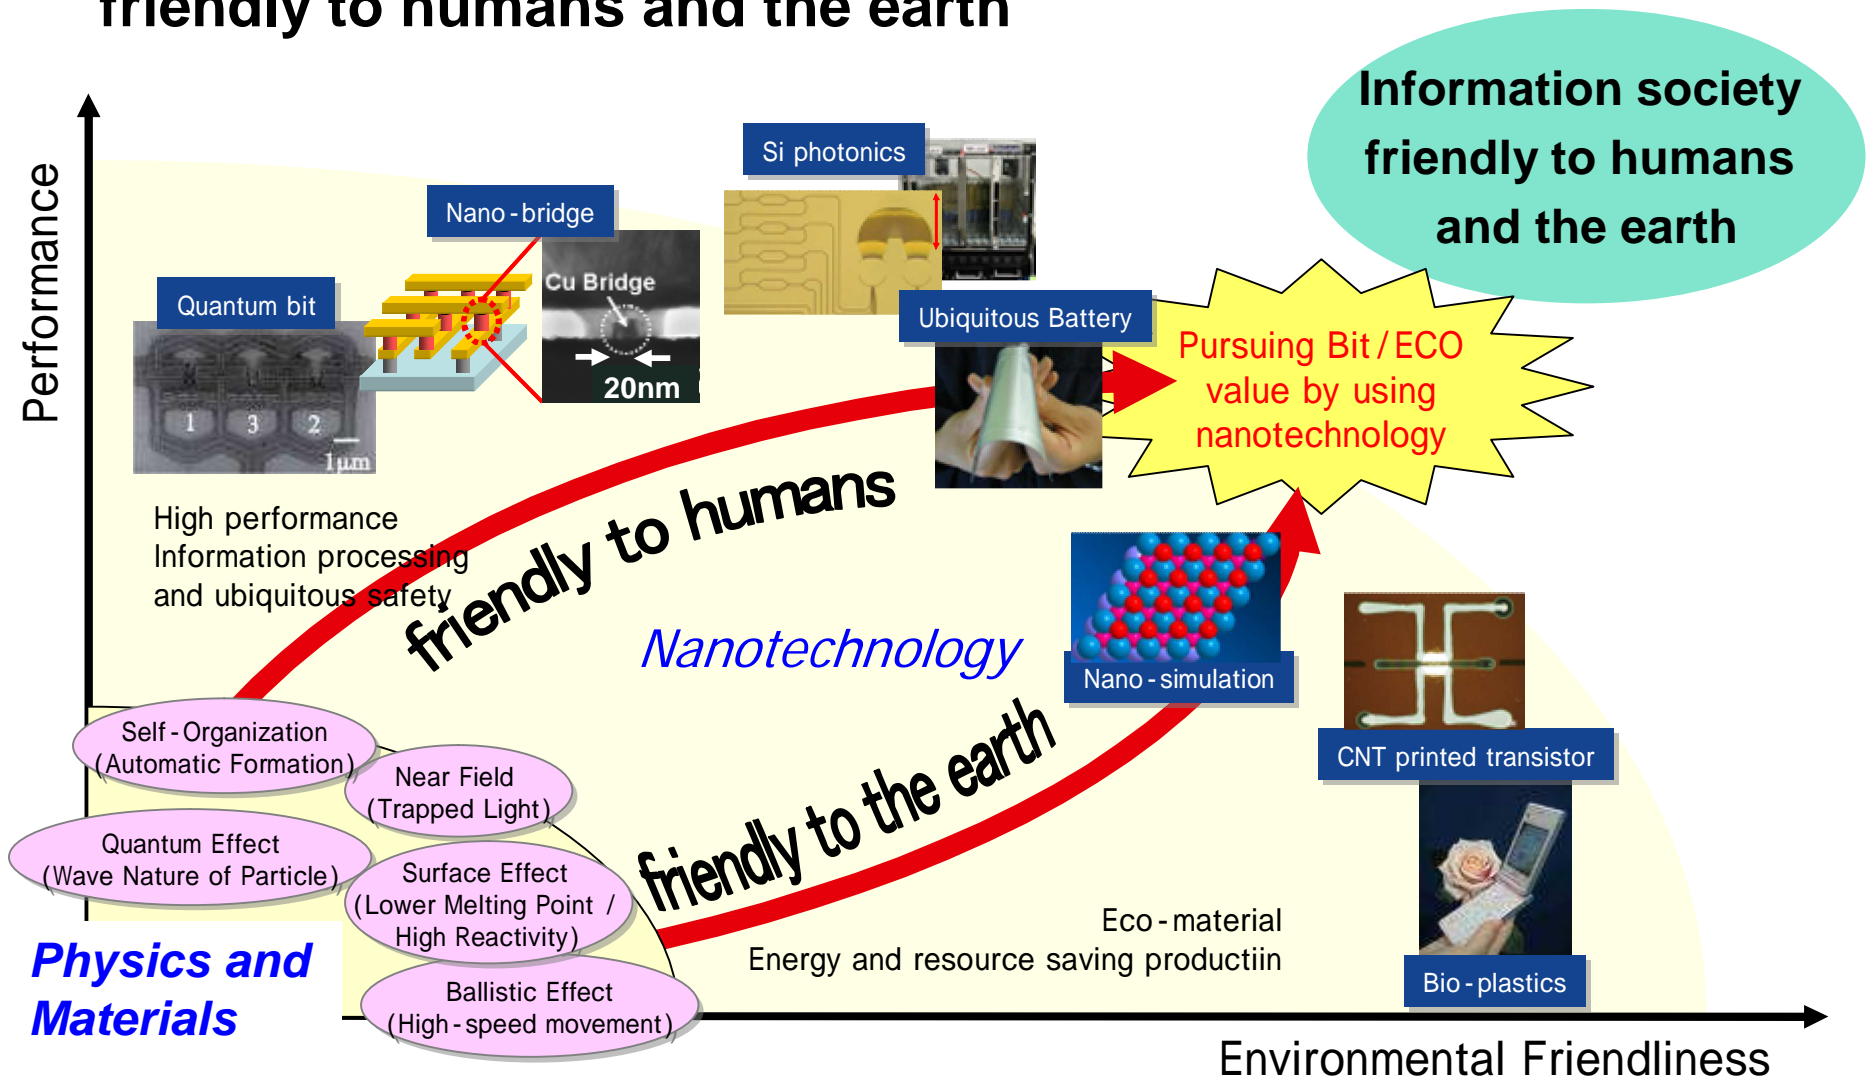 friendly to humans and the earth
Information society
friendly to humans
and the earth
Performance
Si photonics
Nano-bridge
Cu Bridge
20nm
Quantum bit
1 3 2
1μm
Ubiquitous Battery
Pursuing Bit/ECO
value by using
nanotechnology
High performance
Information processing
and ubiquitous safety
friendly to humans
Nanotechnology
Nano-simulation
friendly to the earth
CNT printed transistor
Self-Organization
(Automatic Formation)
Near Field
(Trapped Light)
Quantum Effect
(Wave Nature of Particle)
Surface Effect
(Lower Melting Point /
High Reactivity)
Ballistic Effect
(High-speed movement)
Physics and
Materials
Eco-material
Energy and resource saving productiin
Bio-plastics
Environmental Friendliness